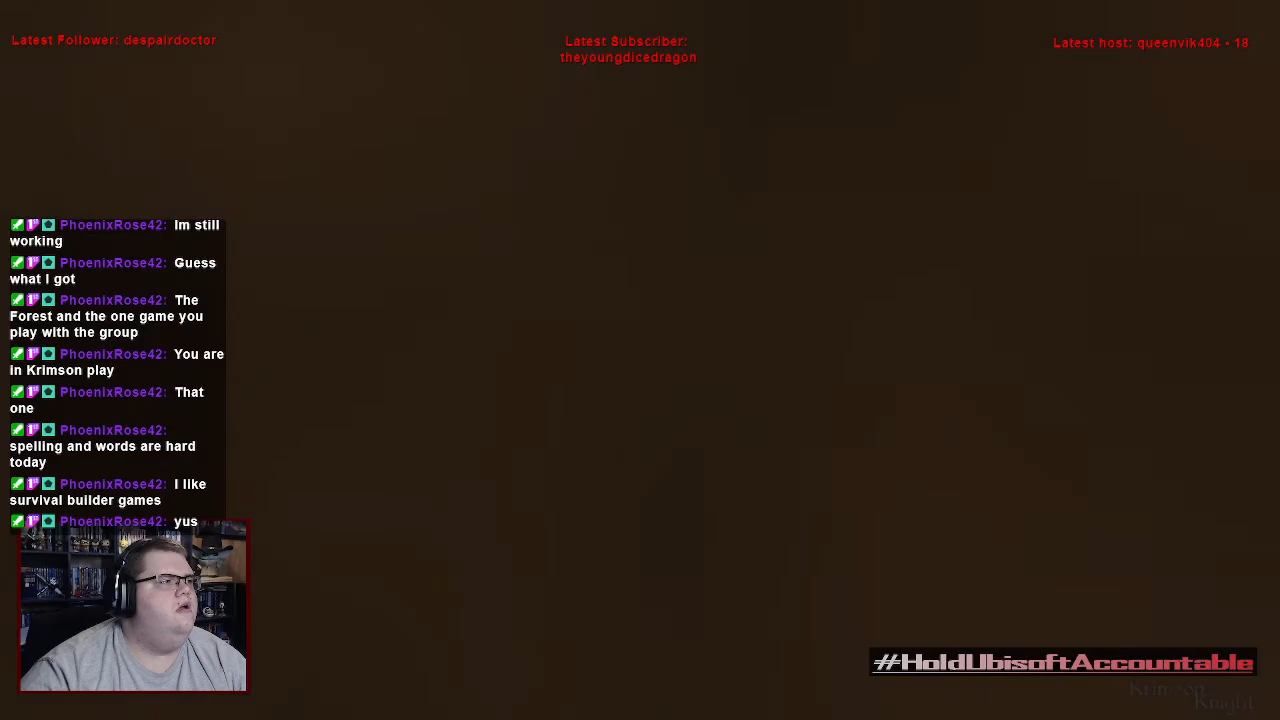 Latest Follower: despairdoctor
Latest Subscriber:
theyoungdicedragon
Latest host: queenvik404 - 18
PhoenixRose42: Im still
working
PhoenixRose42: Guess
what I got
PhoenixRose42: The
Forest and the one game you
play with the group
PhoenixRose42: You are
in Krimson play
PhoenixRose42: That
one
PhoenixRose42:
spelling and words are hard
today
PhoenixRose42: I like
survival builder games
PhoenixRose42: yus
#HoldUbisoftAccountable
Krimson
Knight